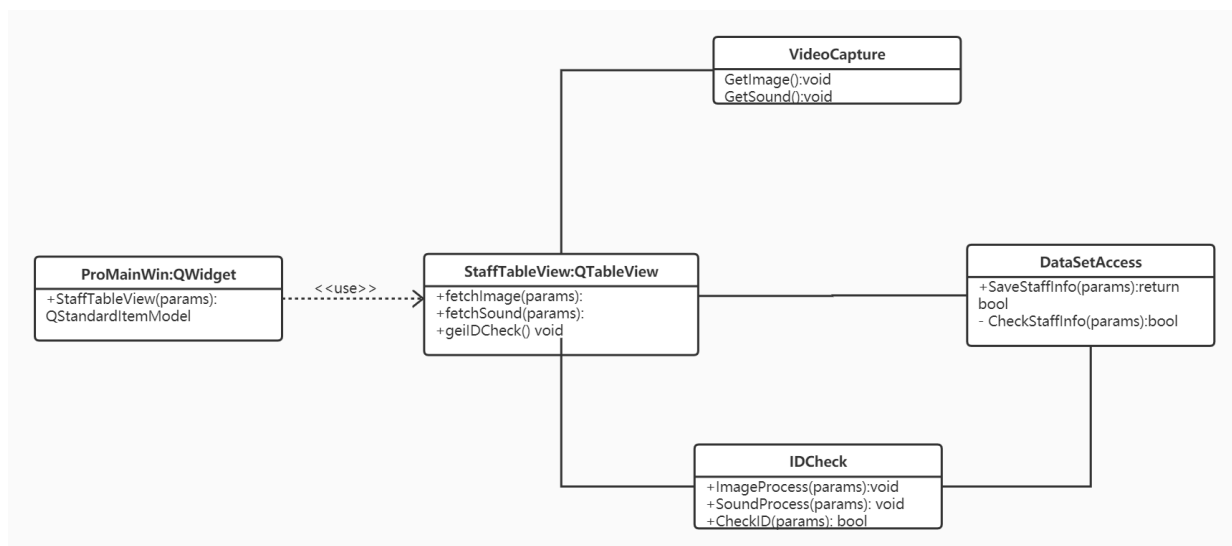 VideoCapture
GetImage():void
GetSound():void
ProMainWin:QWidget
+StaffTableView(params):
QStandardItemModel
<<use>>
StaffTableView:QTableView
+fetchImage(params):
+fetchSound(params):
+geiIDCheck() void
DataSetAccess
+SaveStaffInfo(params):return
bool
- CheckStaffInfo(params):bool
IDCheck
+ImageProcess(params):void
+SoundProcess(params): void
+CheckID(params): bool